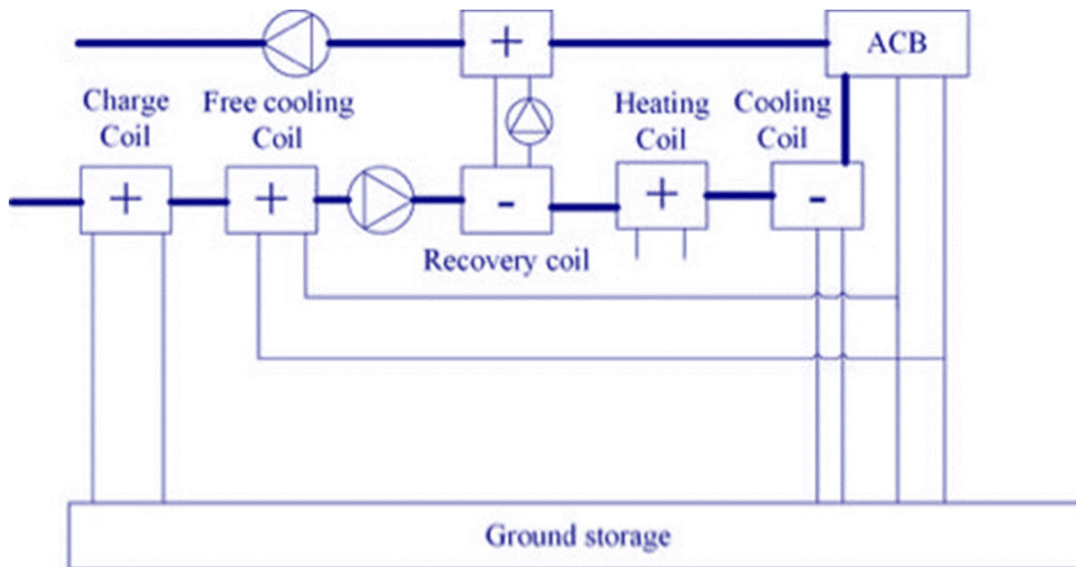 +
ACB
Charge
Coil
Free cooling
Coil
Heating
Coil
Cooling
Coil
+
+
-
+
-
Recovery coil
Ground storage